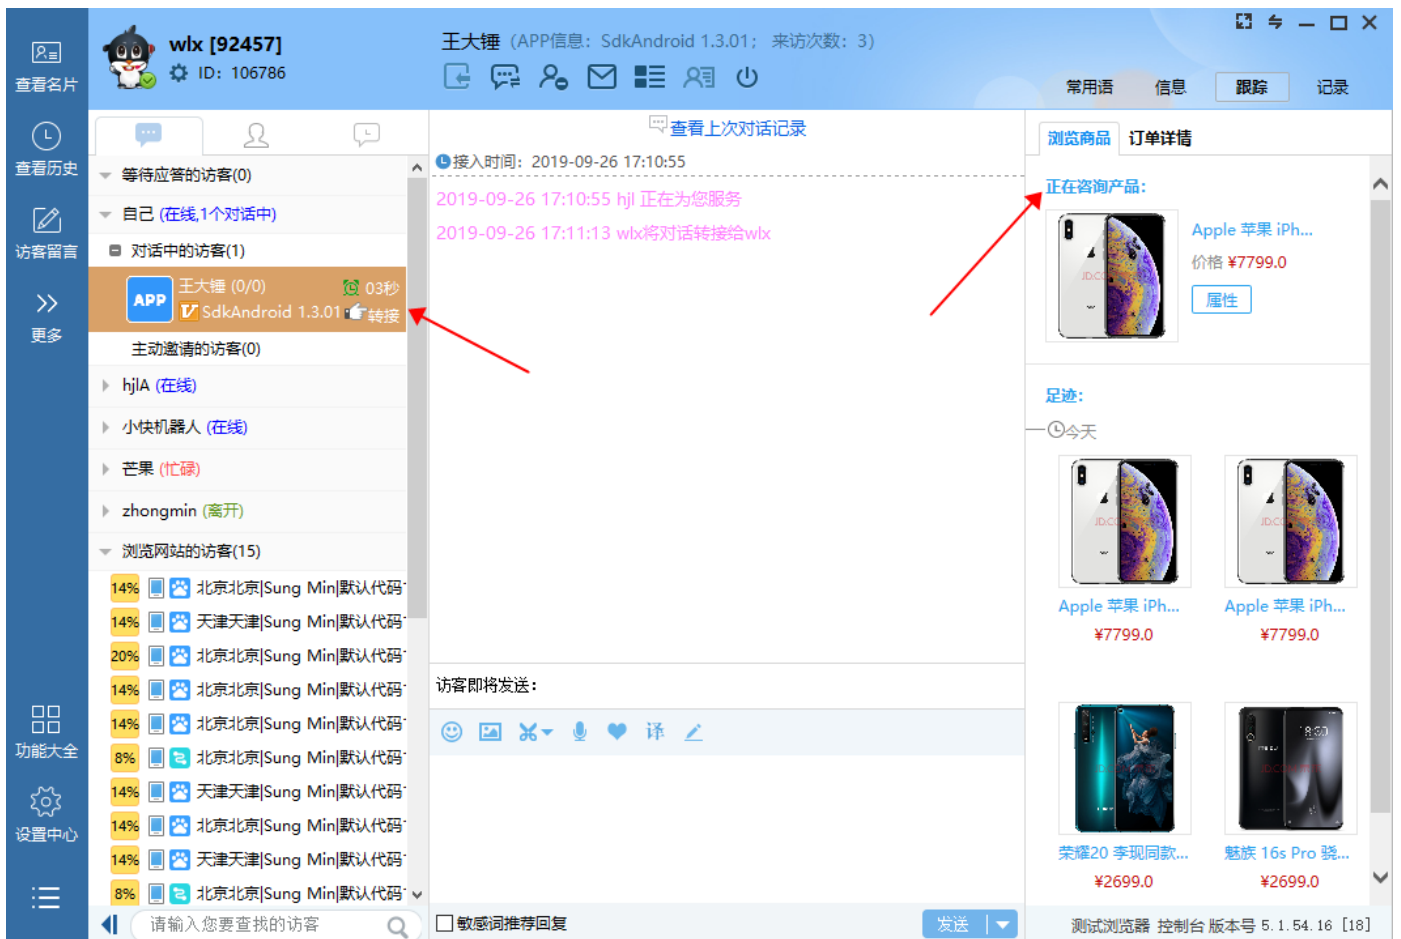 查看名片
查看历史
访客留言
更多
功能大全
设置中心
wlx [92457]
ID: 106786
王大锤 (APP信息: SdkAndroid 1.3.01; 来访次数: 3)
常用语 信息 跟踪 记录
等待应答的访客(0)
自己 (在线,1个对话中)
对话中的访客(1)
APP
王大锤 (0/0) 03秒
SdkAndroid 1.3.01 转接
主动邀请的访客(0)
hjlA (在线)
小快机器人 (在线)
芒果 (忙碌)
zhongmin (离开)
浏览网站的访客(15)
14% 北京北京|Sung Min|默认代码
14% 天津天津|Sung Min|默认代码
20% 北京北京|Sung Min|默认代码
14% 北京北京|Sung Min|默认代码
14% 北京北京|Sung Min|默认代码
8% 北京北京|Sung Min|默认代码
14% 天津天津|Sung Min|默认代码
14% 北京北京|Sung Min|默认代码
14% 天津天津|Sung Min|默认代码
8% 北京北京|Sung Min|默认代码
请输入您要查找的访客
查看上次对话记录
接入时间: 2019-09-26 17:10:55
2019-09-26 17:10:55 hjl 正在为您服务
2019-09-26 17:11:13 wlx将对话转接给wlx
访客即将发送:
译
敏感词推荐回复
发送
浏览商品 订单详情
正在咨询产品:
Apple 苹果 iPh...
价格 ¥7799.0
属性
足迹:
今天
Apple 苹果 iPh... Apple 苹果 iPh...
¥7799.0 ¥7799.0
荣耀20 李现同款... 魅族 16s Pro 骁...
¥2699.0 ¥2699.0
测试浏览器 控制台 版本号 5.1.54.16 [18]